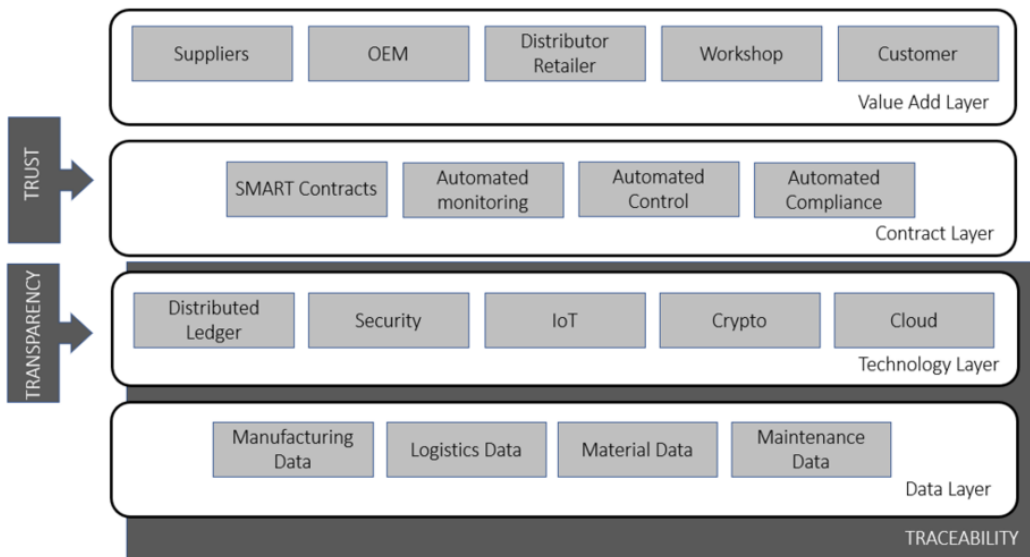 Suppliers
OEM
Distributor
Retailer
Workshop
Customer
Value Add Layer
TRUST
SMART Contracts
Automated
monitoring
Automated
Control
Automated
Compliance
Contract Layer
TRANSPARENCY
Distributed
Ledger
Security
IoT
Crypto
Cloud
Technology Layer
Manufacturing
Data
Logistics Data
Material Data
Maintenance
Data
Data Layer
TRACEABILITY